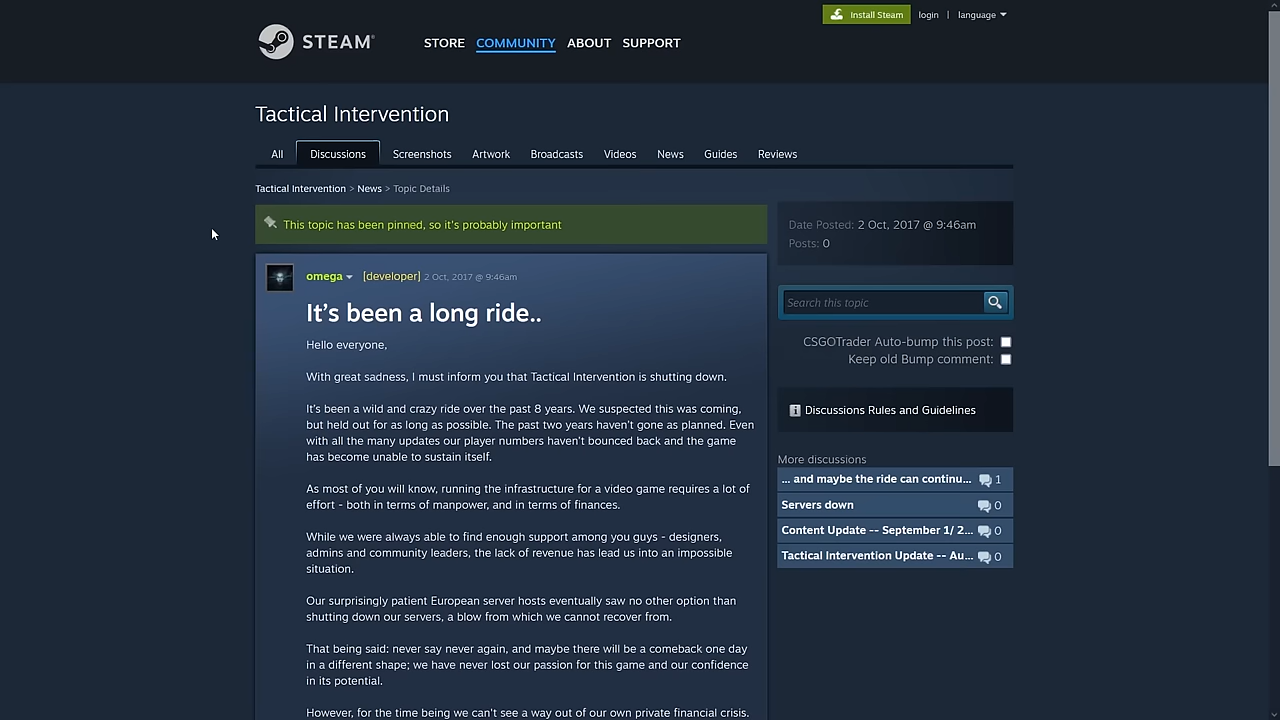 Install Steam
login | language
STEAM®
STORE COMMUNITY ABOUT SUPPORT
Tactical Intervention
All Discussions Screenshots Artwork Broadcasts Videos News Guides Reviews
Tactical Intervention > News > Topic Details
This topic has been pinned, so it's probably important
omega [developer] 2 Oct, 2017 @ 9:46am
It’s been a long ride..
Hello everyone,
With great sadness, I must inform you that Tactical Intervention is shutting down.
It’s been a wild and crazy ride over the past 8 years. We suspected this was coming,
but held out for as long as possible. The past two years haven’t gone as planned. Even
with all the many updates our player numbers haven’t bounced back and the game
has become unable to sustain itself.
As most of you will know, running the infrastructure for a video game requires a lot of
effort - both in terms of manpower, and in terms of finances.
While we were always able to find enough support among you guys - designers,
admins and community leaders, the lack of revenue has lead us into an impossible
situation.
Our surprisingly patient European server hosts eventually saw no other option than
shutting down our servers, a blow from which we cannot recover from.
That being said: never say never again, and maybe there will be a comeback one day
in a different shape; we have never lost our passion for this game and our confidence
in its potential.
However, for the time being we can't see a way out of our own private financial crisis.
Date Posted: 2 Oct, 2017 @ 9:46am
Posts: 0
Search this topic
CSGOTrader Auto-bump this post:
Keep old Bump comment:
Discussions Rules and Guidelines
More discussions
... and maybe the ride can continu... 1
Servers down 0
Content Update -- September 1/ 2... 0
Tactical Intervention Update -- Au... 0